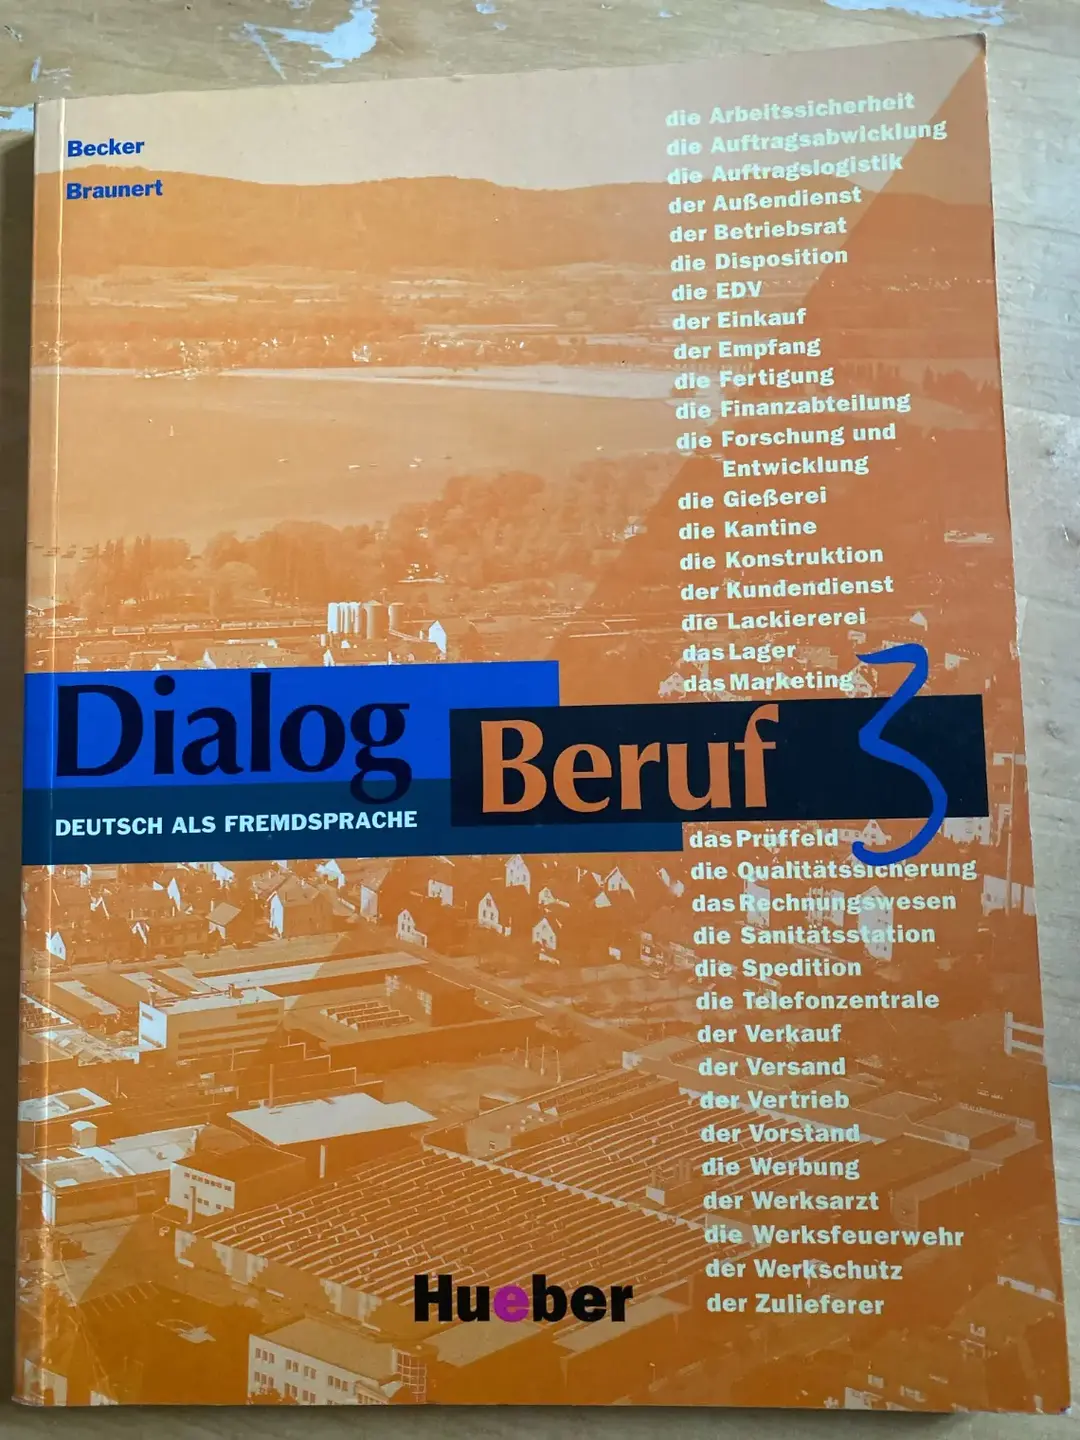 Becker
Braunert
die Arbeitssicherheit
die Auftragsabwicklung
die Auftragslogistik
der Außendienst
der Betriebsrat
die Disposition
die EDV
der Einkauf
der Empfang
die Fertigung
die Finanzabteilung
die Forschung und
Entwicklung
die Gießerei
die Kantine
die Konstruktion
der Kundendienst
die Lackiererei
das Lager
das Marketing
Dialog
Beruf 3
DEUTSCH ALS FREMDSPRACHE
das Prüffeld
die Qualitätssicherung
das Rechnungswesen
die Sanitätsstation
die Spedition
die Telefonzentrale
der Verkauf
der Versand
der Vertrieb
der Vorstand
die Werbung
der Werksarzt
die Werksfeuerwehr
der Werkschutz
der Zulieferer
Hueber